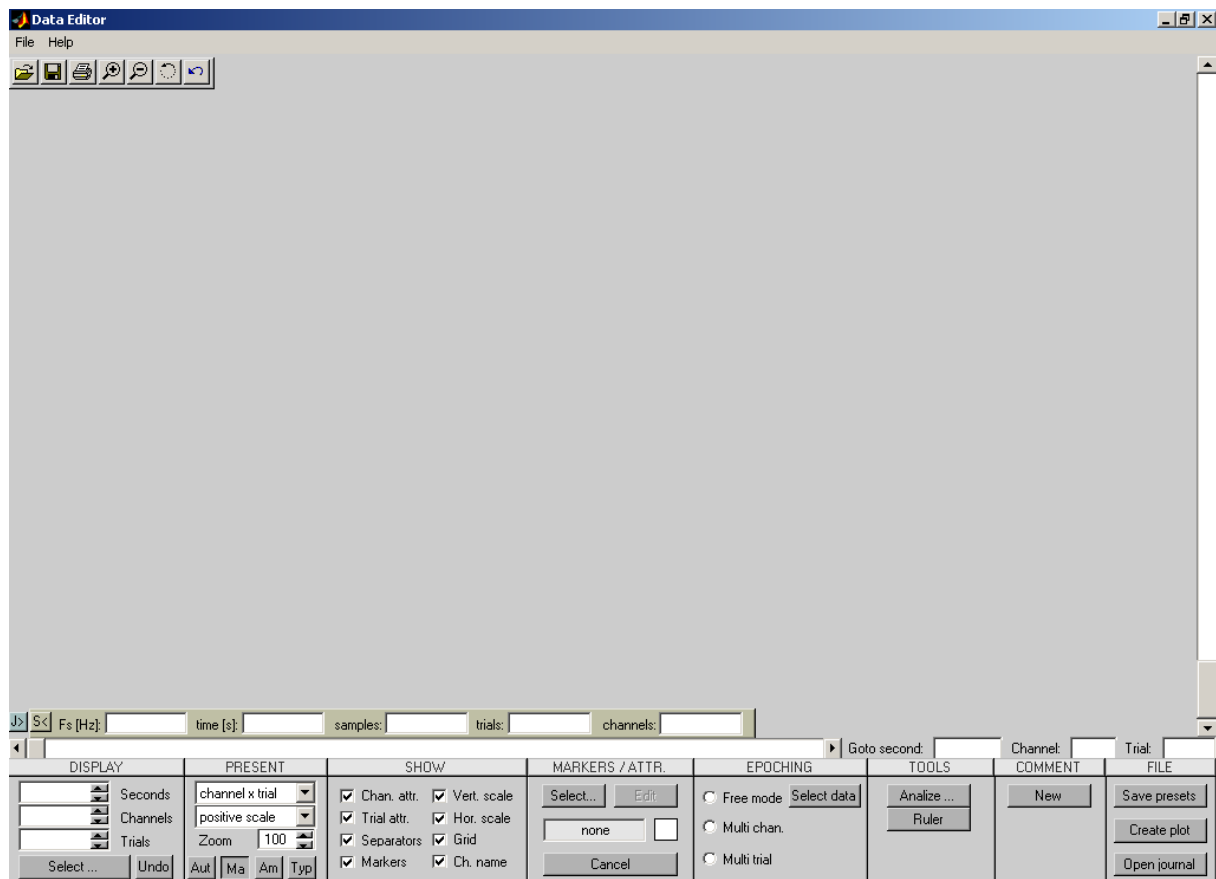 Data Editor
File Help
J> S< Fs [Hz]: time [s]: samples: trials: channels:
Goto second: Channel: Trial:
DISPLAY PRESENT SHOW MARKERS / ATTR. EPOCHING TOOLS COMMENT FILE
Seconds channel x trial Chan. attr. Vert. scale Select... Edit Free mode Select data Analize ... New Save presets
Channels positive scale Trial attr. Hor. scale Ruler
Trials Zoom 100 Separators Grid none Multi chan. Create plot
Select ... Undo Aut Ma Am Typ Markers Ch. name Cancel Multi trial Open journal